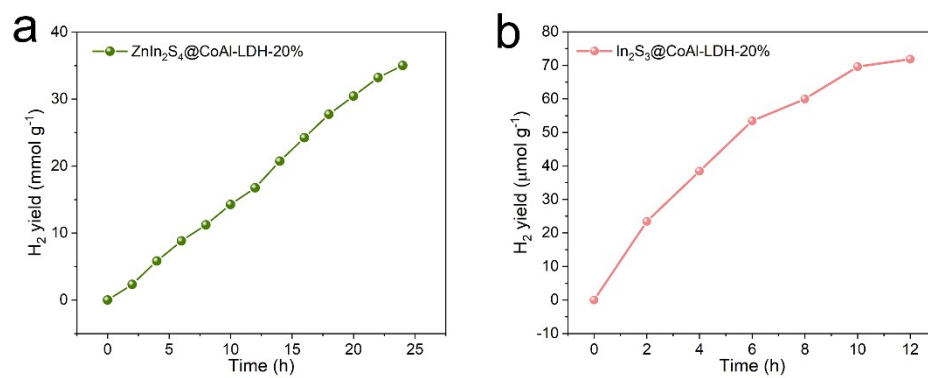 a
ZnIn₂S₄@CoAl-LDH-20%
H₂ yield (mmol g⁻¹)
40
30
20
10
0
0 5 10 15 20 25
Time (h)
b
In₂S₃@CoAl-LDH-20%
H₂ yield (μmol g⁻¹)
80
70
60
50
40
30
20
10
0
-10
0 2 4 6 8 10 12
Time (h)